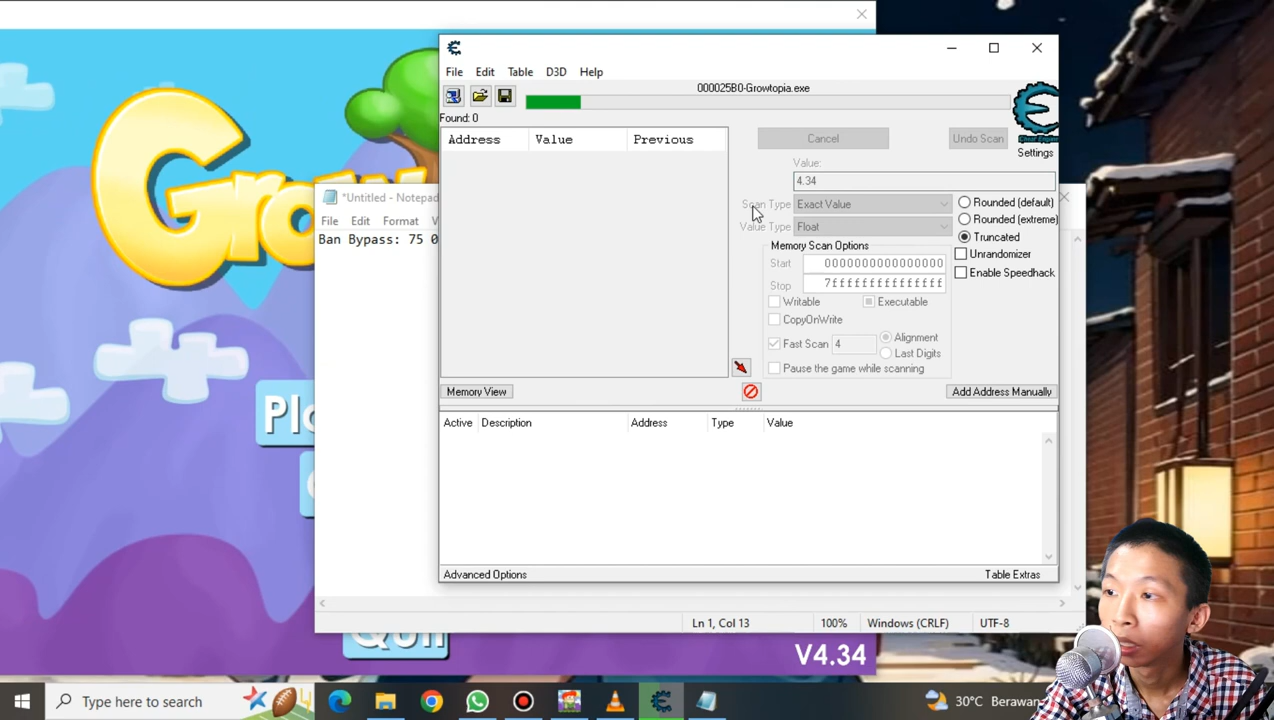 Grow
Pl
Q
Quit
V4.34
*Untitled - Notepad
File Edit Format
Ban Bypass: 75 0
Ln 1, Col 13 100% Windows (CRLF) UTF-8
File Edit Table D3D Help
000025B0-Growtopia.exe
Found: 0
Address Value Previous
Cancel
Undo Scan
Settings
Value:
4.34
Scan Type Exact Value
Value Type Float
Rounded (default)
Rounded (extreme)
Truncated
Unrandomizer
Enable Speedhack
Memory Scan Options
Start 0000000000000000
Stop 7fffffffffffffff
Writable Executable
CopyOnWrite
Fast Scan 4
Alignment
Last Digits
Pause the game while scanning
Memory View
Add Address Manually
Active Description Address Type Value
Advanced Options
Table Extras
Type here to search
30°C Berawan